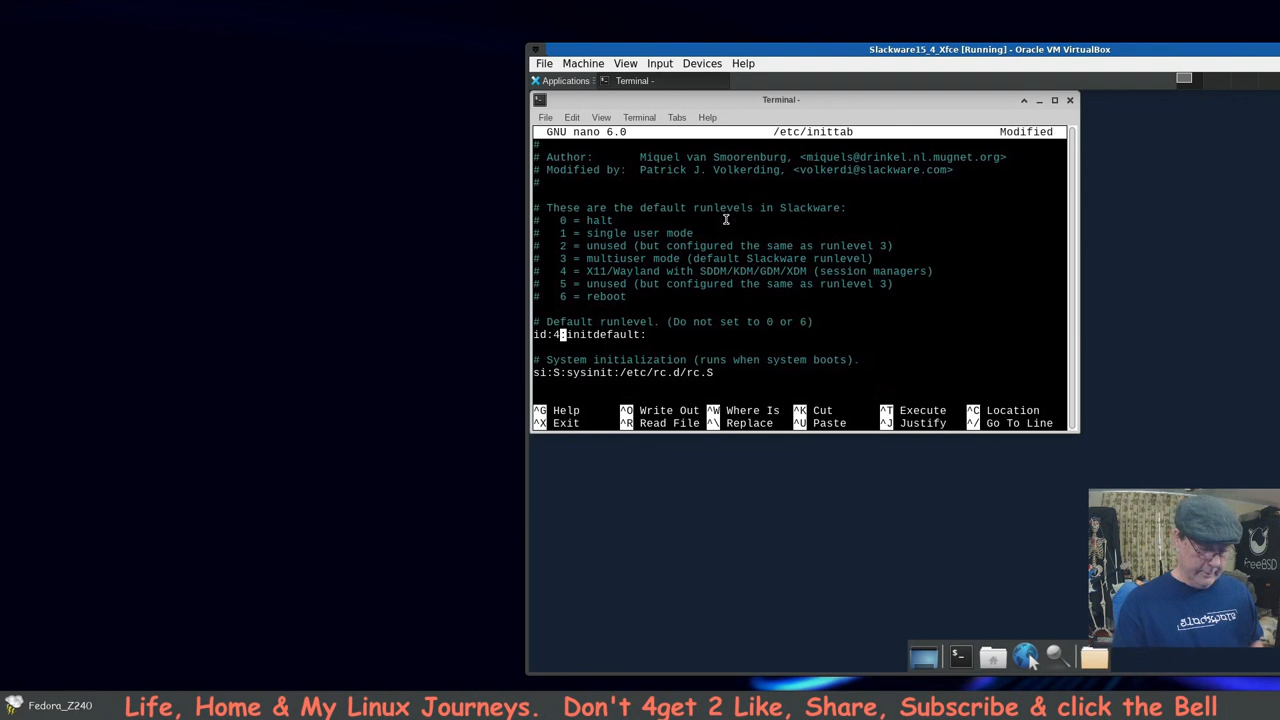 Slackware15_4_Xfce [Running] - Oracle VM VirtualBox
File Machine View Input Devices Help
Applications Terminal -
Terminal -
File Edit View Terminal Tabs Help
GNU nano 6.0 /etc/inittab Modified
#
# Author: Miquel van Smoorenburg, <miquels@drinkel.nl.mugnet.org>
# Modified by: Patrick J. Volkerding, <volkerdi@slackware.com>
#
# These are the default runlevels in Slackware:
# 0 = halt
# 1 = single user mode
# 2 = unused (but configured the same as runlevel 3)
# 3 = multiuser mode (default Slackware runlevel)
# 4 = X11/Wayland with SDDM/KDM/GDM/XDM (session managers)
# 5 = unused (but configured the same as runlevel 3)
# 6 = reboot
# Default runlevel. (Do not set to 0 or 6)
id:4:initdefault:
# System initialization (runs when system boots).
si:S:sysinit:/etc/rc.d/rc.S
^G Help ^O Write Out ^W Where Is ^K Cut ^T Execute ^C Location
^X Exit ^R Read File ^\ Replace ^U Paste ^J Justify ^/ Go To Line
freeBSD
slackware
$_
Fedora_Z240
Life, Home & My Linux Journeys. Don't 4get 2 Like, Share, Subscribe & click the Bell